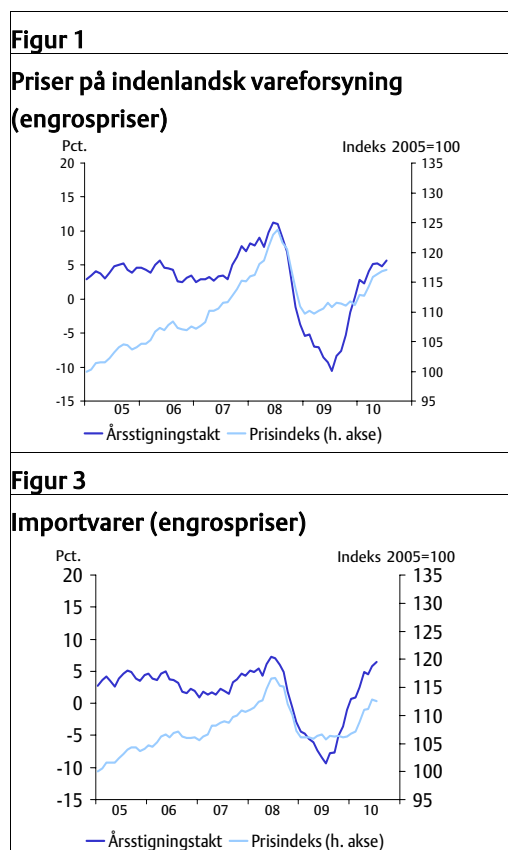 Figur 1
Priser på indenlandsk vareforsyning
(engrospriser)
Pct. Indeks 2005=100
20 135
15 130
10 125
5 120
0 115
-5 110
-10 105
-15 100
95
05 06 07 08 09 10
Årsstigningstakt Prisindeks (h. akse)
Figur 3
Importvarer (engrospriser)
Pct. Indeks 2005=100
20 135
15 130
10 125
5 120
0 115
-5 110
-10 105
-15 100
95
05 06 07 08 09 10
Årsstigningstakt Prisindeks (h. akse)